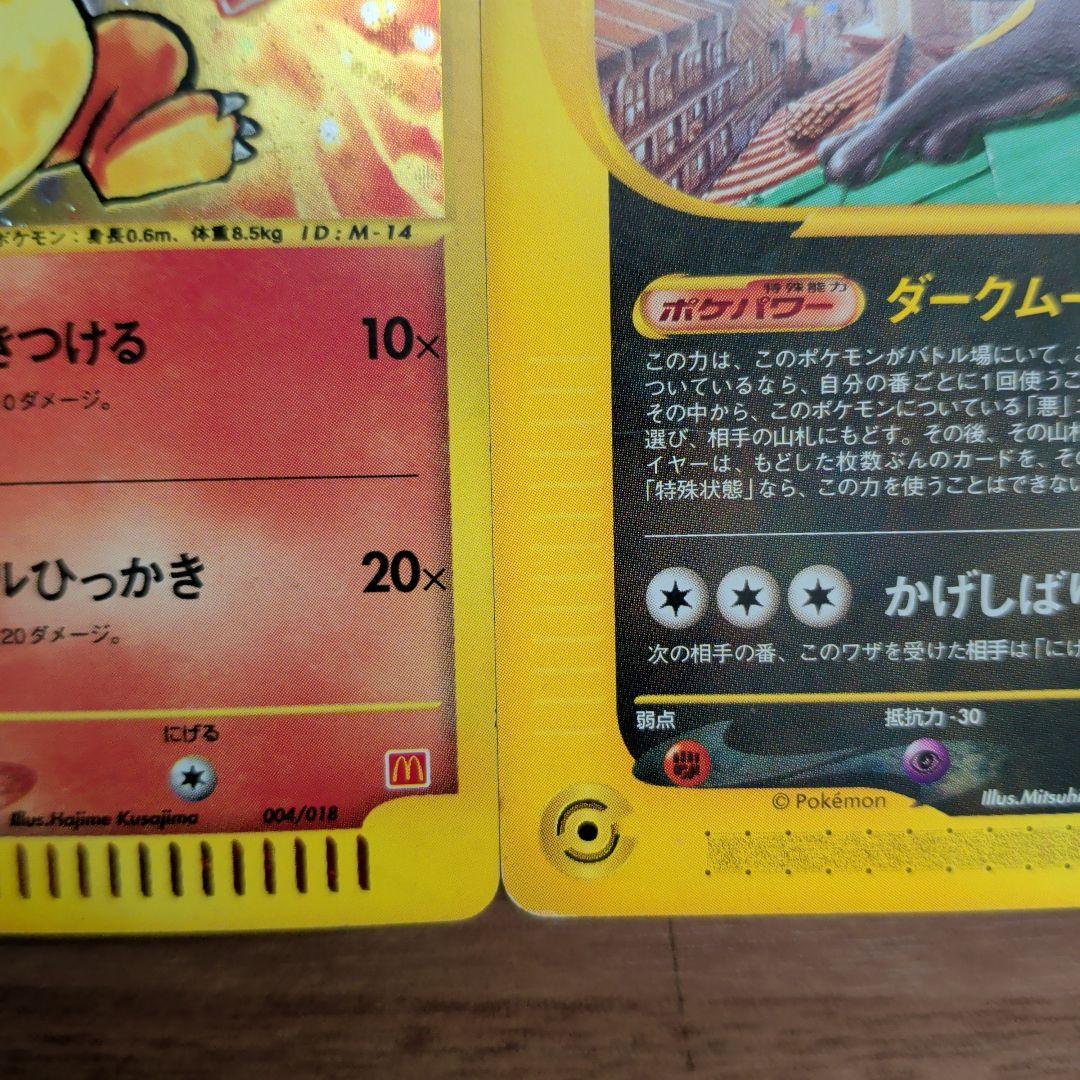 ポケモン：身長0.6m、体重8.5kg ID：M-14
きつける 10×
0ダメージ。
ルひっかき 20×
20ダメージ。
にげる
Illus.Hajime Kusajima 004/018
特殊能力
ポケパワー ダークムー
この力は、このポケモンがバトル場にいて、
ついているなら、自分の番ごとに1回使うこ
その中から、このポケモンについている「悪」
選び、相手の山札にもどす。その後、その山札
イヤーは、もどした枚数ぶんのカードを、その
「特殊状態」なら、この力を使うことはできない
かげしばり
次の相手の番、このワザを受けた相手は「にげ
弱点 抵抗力-30
© Pokémon Illus.Mitsuh